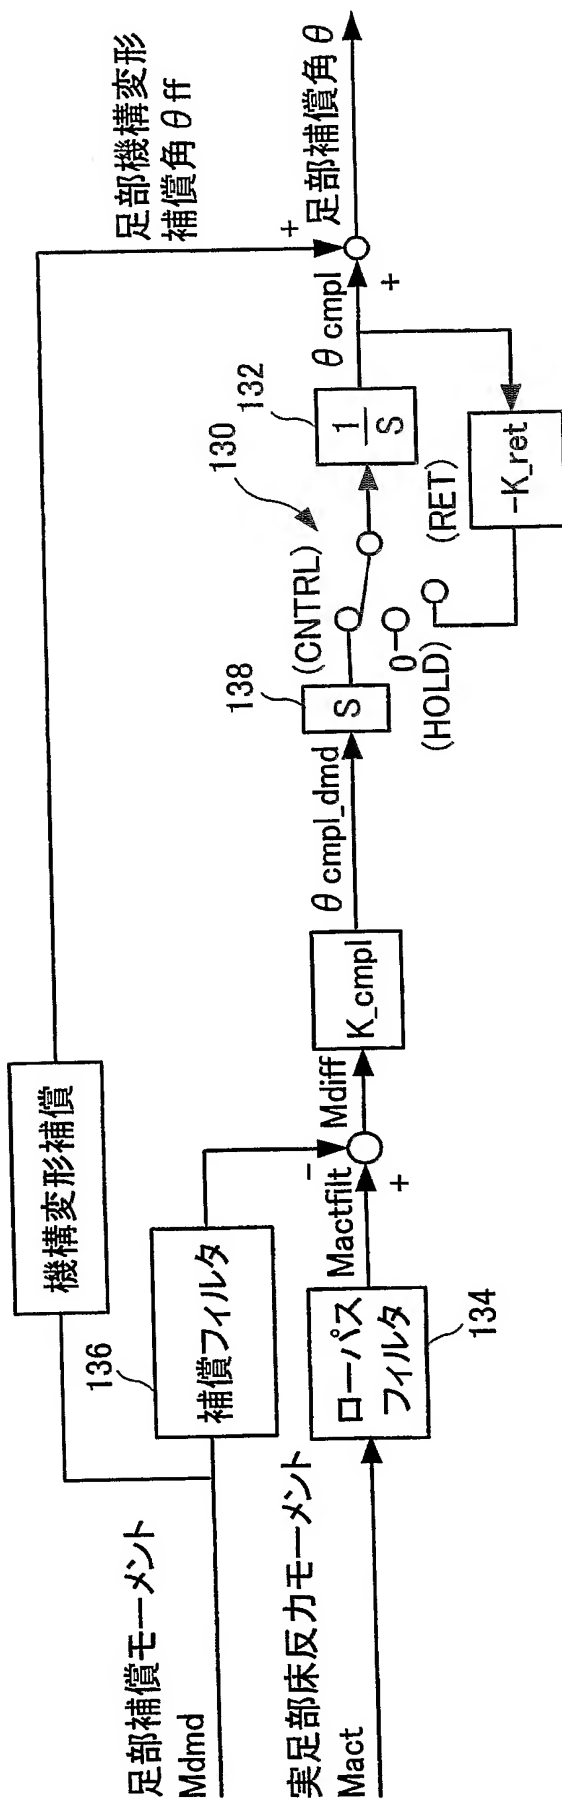 足部補償モーメント
Mdmd
実足部床反力モーメント
Mact
136
機構変形補償
補償フィルタ
ローパス
フィルタ
134
Mactfilt
-
+
Mdiff
K_cmpl
θcmpl_dmd
138
S
(CNTRL)
0
(HOLD)
(RET)
130
132
1
S
-K_ret
θcmpl
足部機構変形
補償角θff
+
+
足部補償角θ